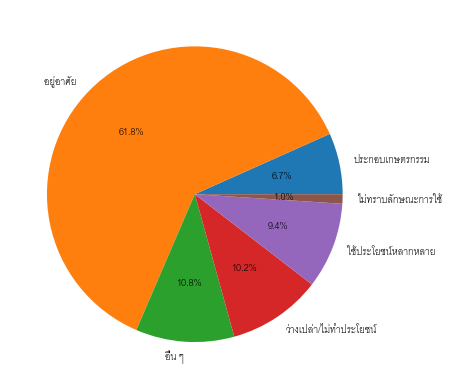 อยู่อาศัย
61.8%
ประกอบเกษตรกรรม
6.7%
1.0%
ไม่ทราบลักษณะการใช้
9.4%
ใช้ประโยชน์หลากหลาย
10.2%
10.8%
ว่างเปล่า/ไม่ทำประโยชน์
อื่น ๆ